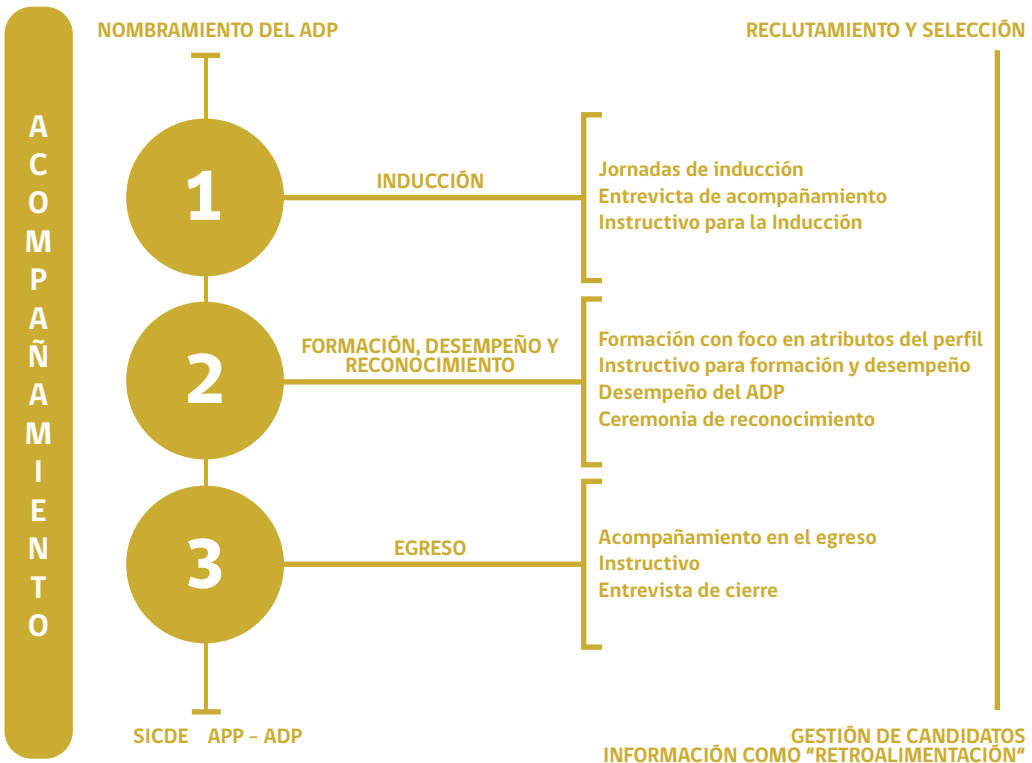 ACOMPAÑAMIENTO
NOMBRAMIENTO DEL ADP
RECLUTAMIENTO Y SELECCIÓN
1
INDUCCIÓN
Jornadas de inducción
Entrevicta de acompañamiento
Instructivo para la Inducción
2
FORMACIÓN, DESEMPEÑO Y
RECONOCIMIENTO
Formación con foco en atributos del perfil
Instructivo para formación y desempeño
Desempeño del ADP
Ceremonia de reconocimiento
3
EGRESO
Acompañamiento en el egreso
Instructivo
Entrevista de cierre
SICDE APP – ADP
GESTIÓN DE CANDIDATOS
INFORMACIÓN COMO “RETROALIMENTACIÓN“